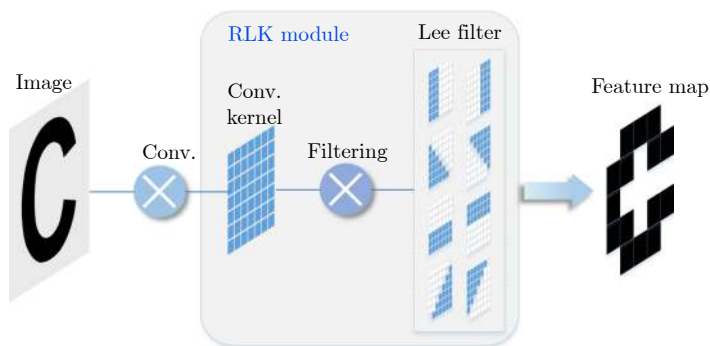 RLK module
Lee filter
Image
Conv.
kernel
Feature map
Conv.
Filtering
C